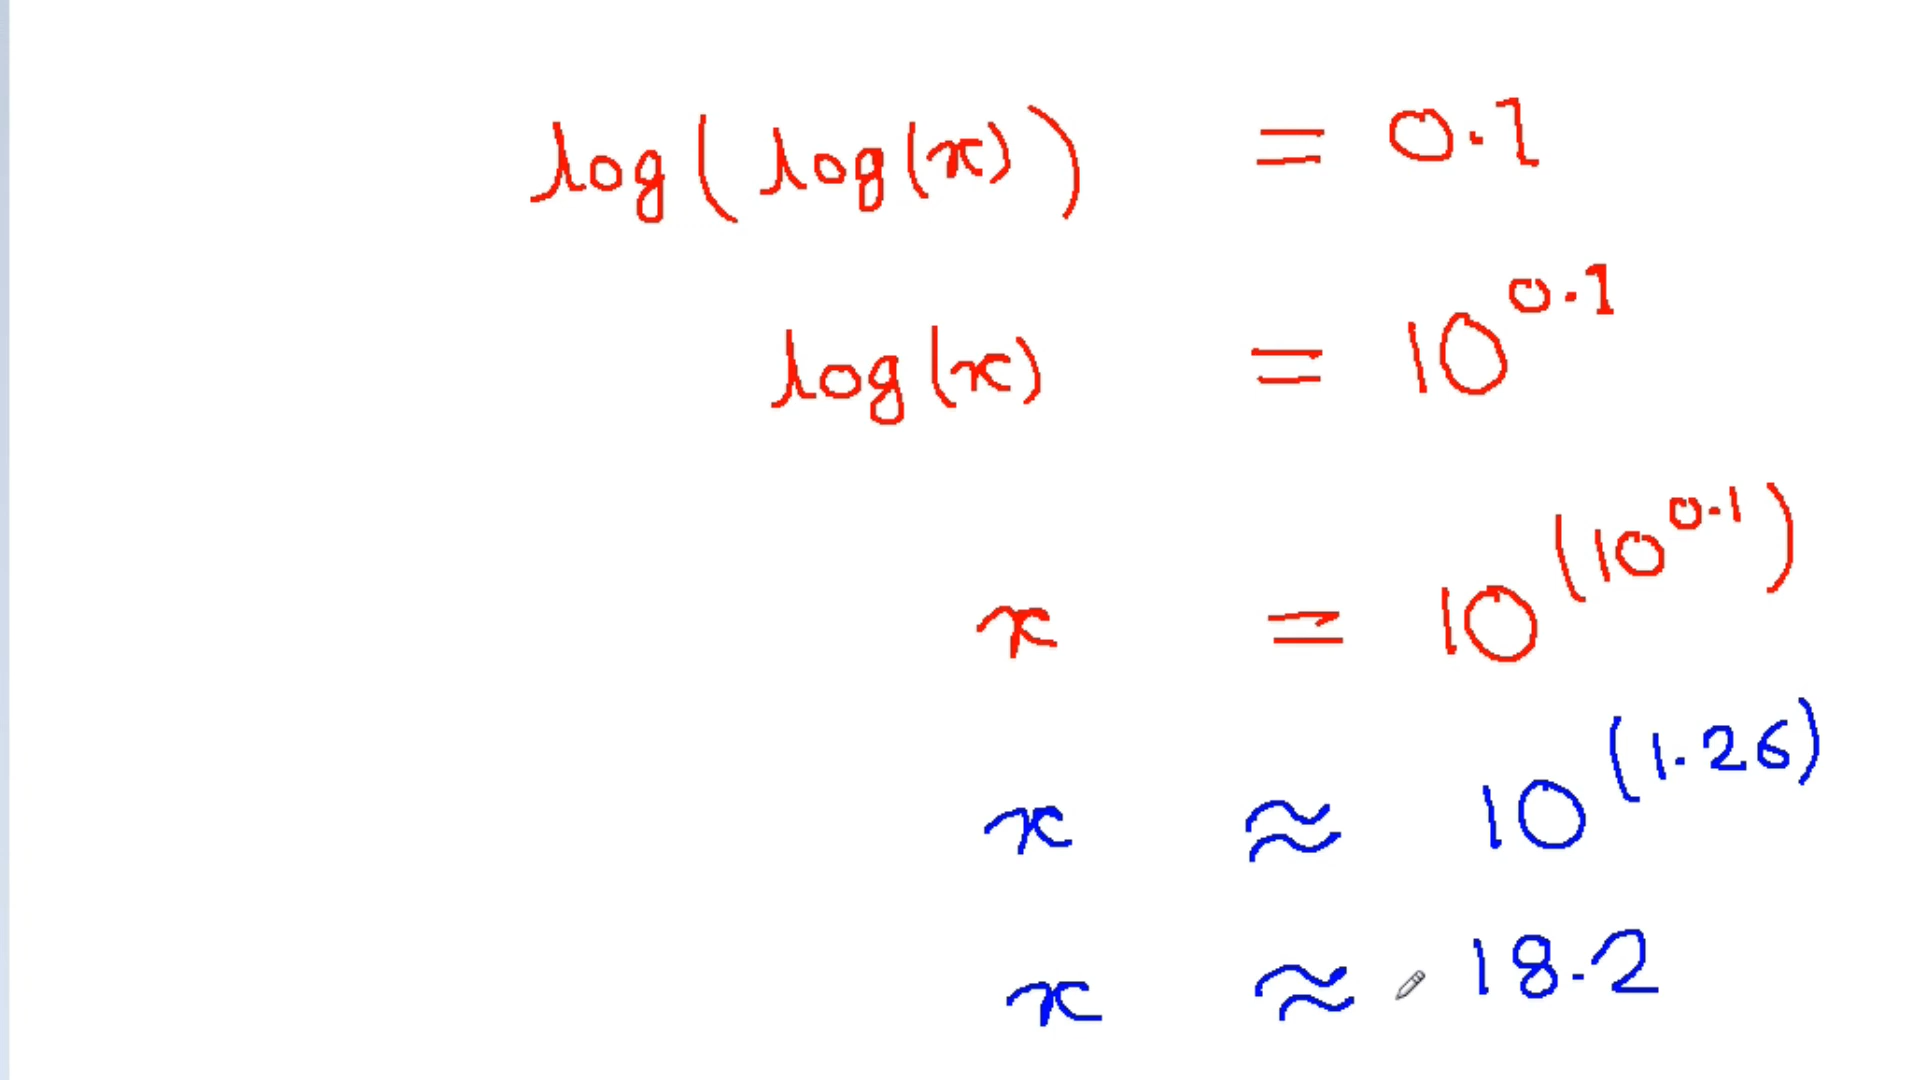 log(log(x)) = 0.1
log(x) = 10^0.1
x = 10^(10^0.1)
x ≈ 10^(1.26)
x ≈ 18.2